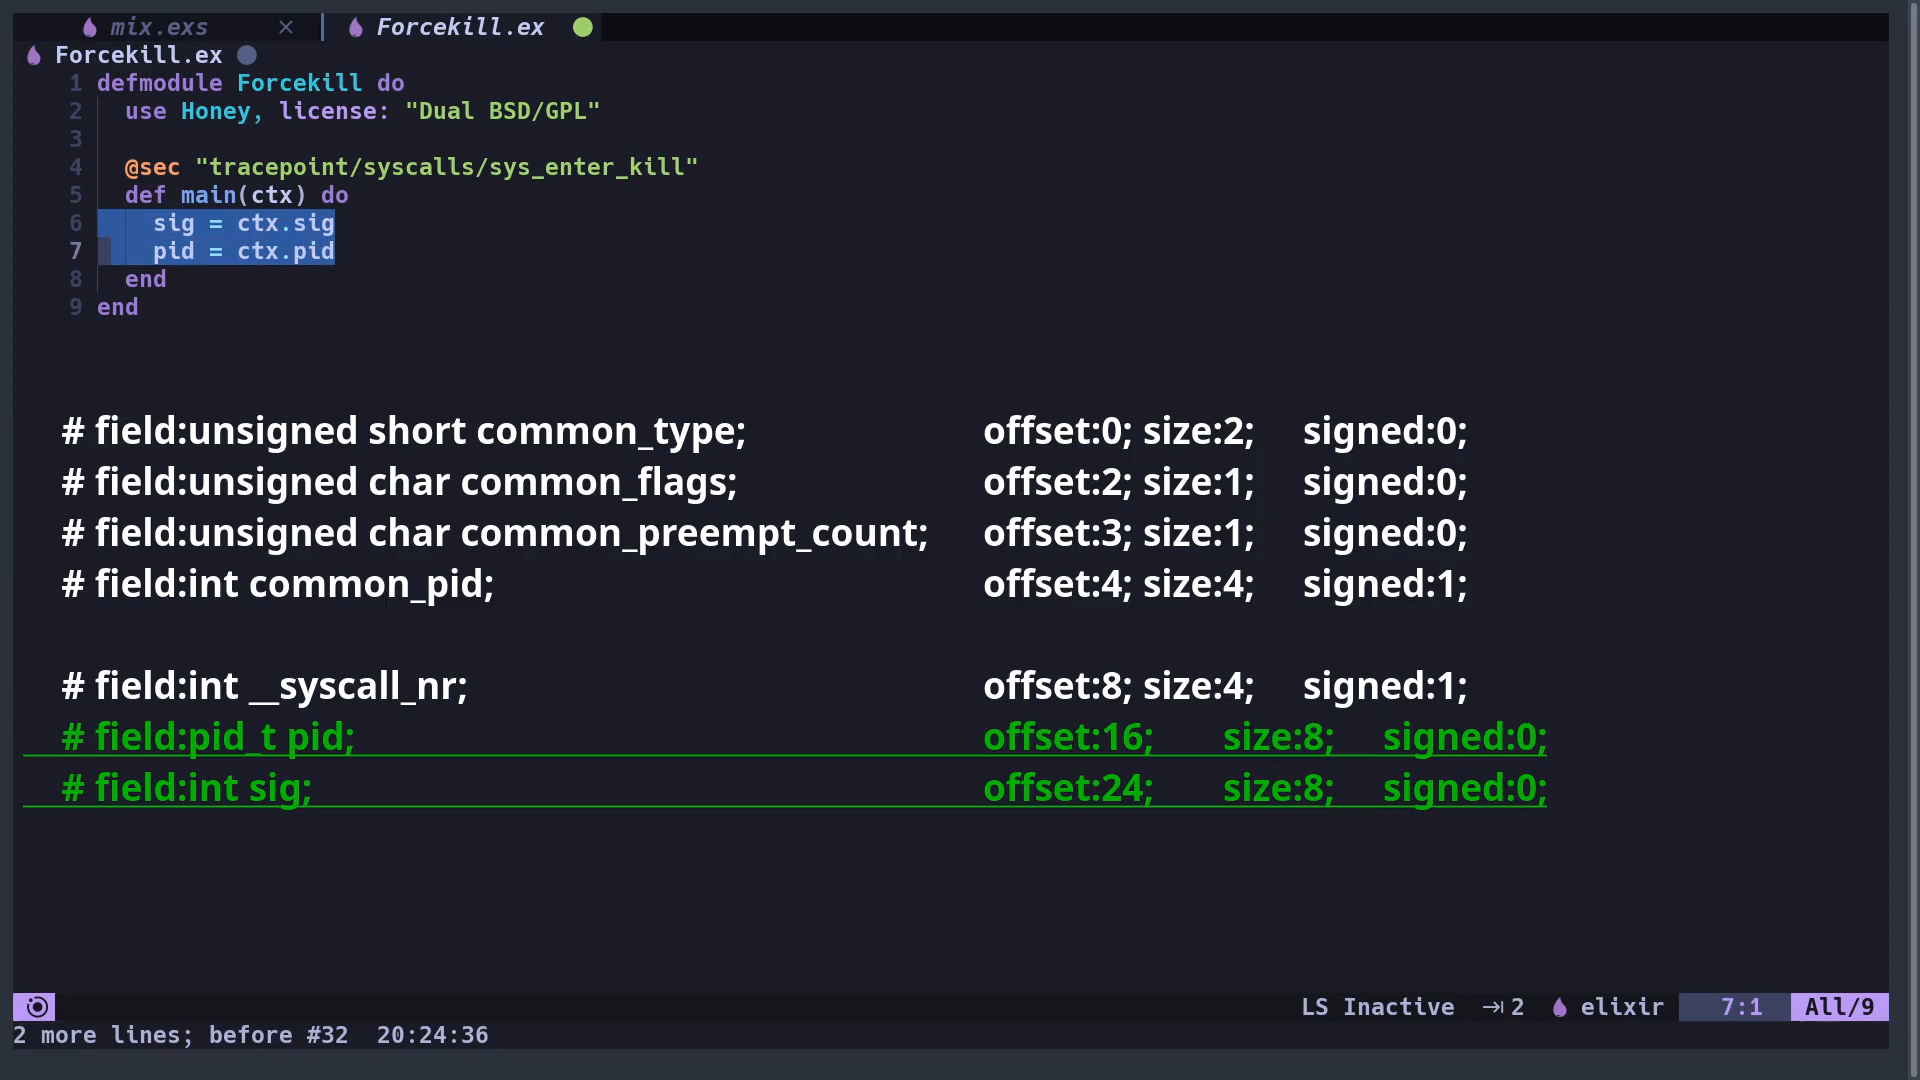 mix.exs ×   Forcekill.ex
Forcekill.ex
1 defmodule Forcekill do
2   use Honey, license: "Dual BSD/GPL"
3
4   @sec "tracepoint/syscalls/sys_enter_kill"
5   def main(ctx) do
6     sig = ctx.sig
7     pid = ctx.pid
8   end
9 end
# field:unsigned short common_type; offset:0; size:2; signed:0;
# field:unsigned char common_flags; offset:2; size:1; signed:0;
# field:unsigned char common_preempt_count; offset:3; size:1; signed:0;
# field:int common_pid; offset:4; size:4; signed:1;
# field:int __syscall_nr; offset:8; size:4; signed:1;
# field:pid_t pid; offset:16; size:8; signed:0;
# field:int sig; offset:24; size:8; signed:0;
LS Inactive  2  elixir  7:1  All/9
2 more lines; before #32  20:24:36